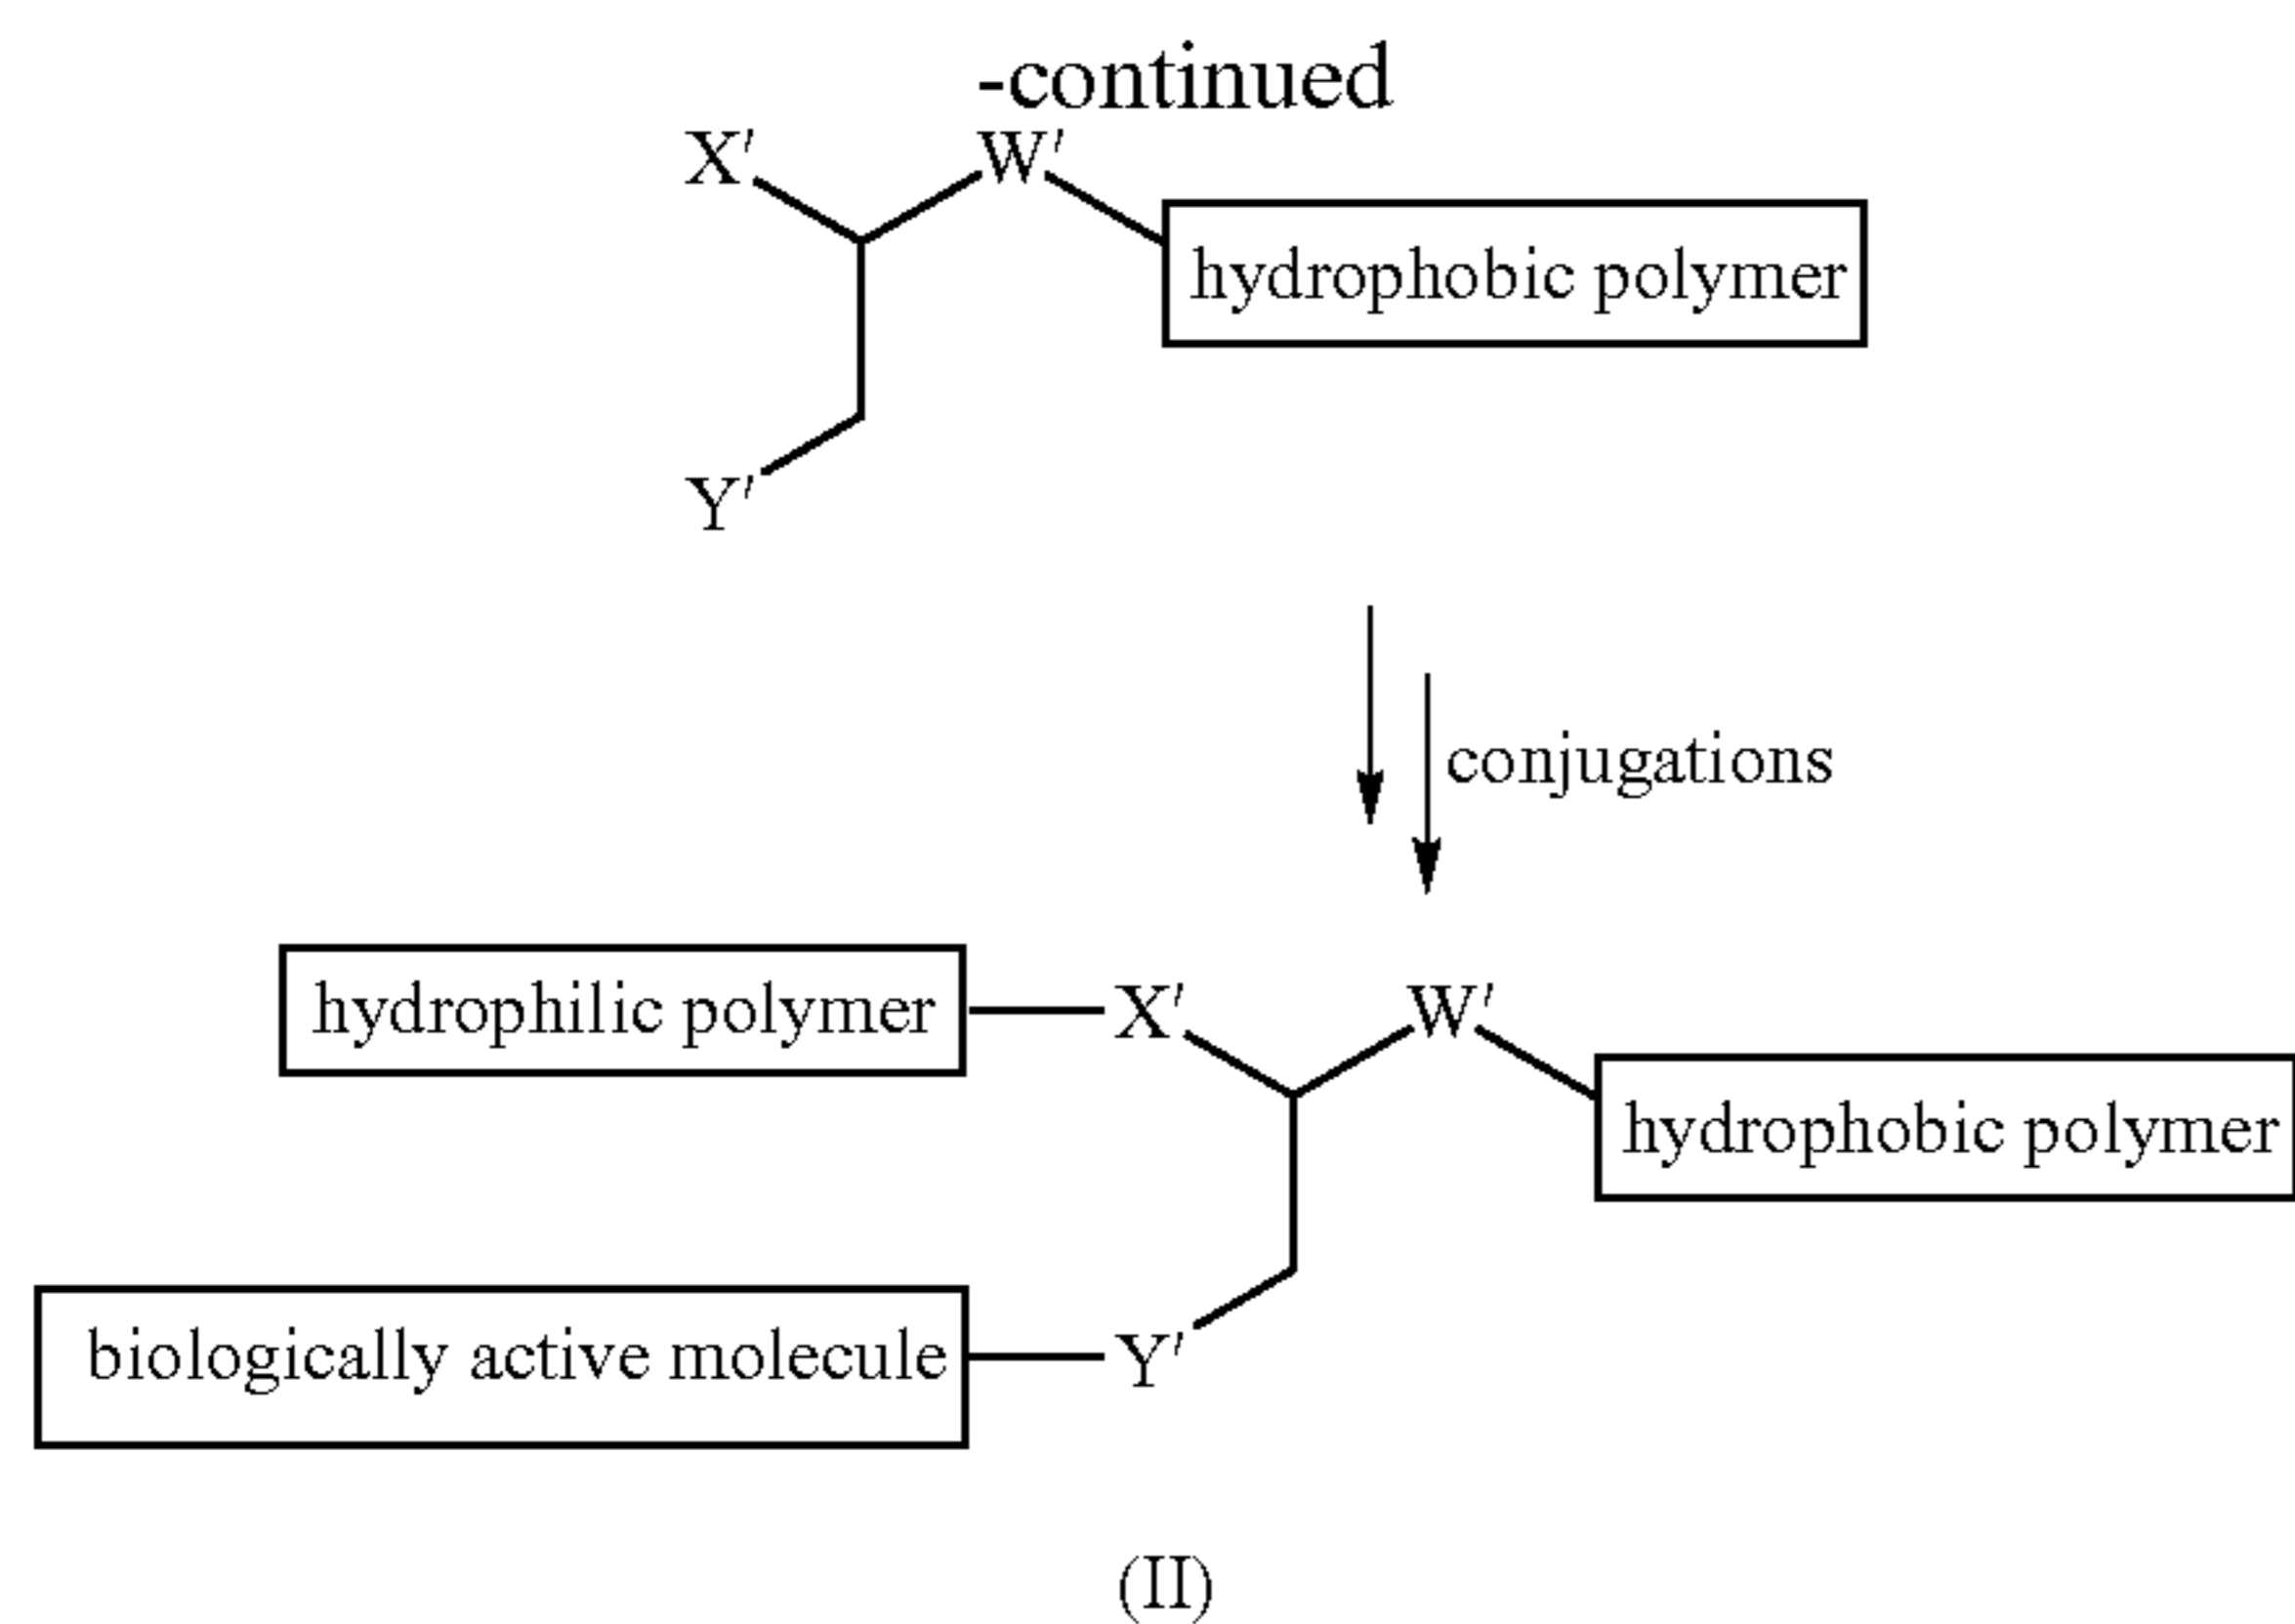 -continued
X' W'
hydrophobic polymer
Y'
conjugations
hydrophilic polymer X' W'
hydrophobic polymer
biologically active molecule Y'
(II)